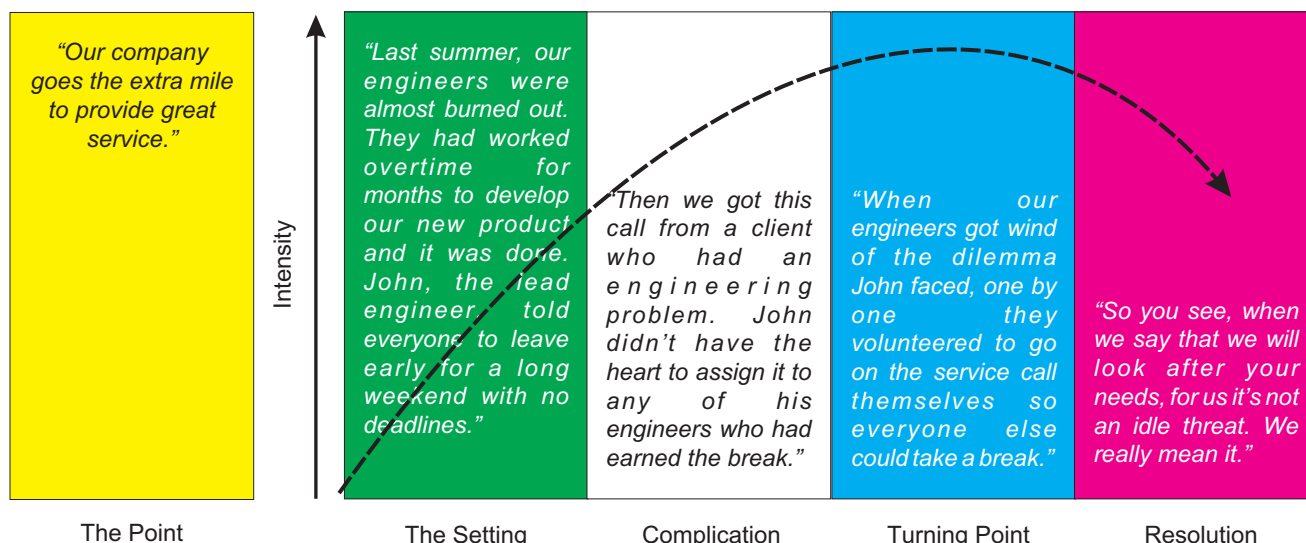 “Our company
goes the extra mile
to provide great
service.”
The Point
Intensity
“Last summer, our
engineers were
almost burned out.
They had worked
overtime for
months to develop
our new product
and it was done.
John, the lead
engineer, told
everyone to leave
early for a long
weekend with no
deadlines.”
The Setting
“Then we got this
call from a client
who had an
engineering
problem. John
didn’t have the
heart to assign it to
any of his
engineers who had
earned the break.”
Complication
“When our
engineers got wind
of the dilemma
John faced, one by
one they
volunteered to go
on the service call
themselves so
everyone else
could take a break.”
Turning Point
“So you see, when
we say that we will
look after your
needs, for us it’s not
an idle threat. We
really mean it.”
Resolution